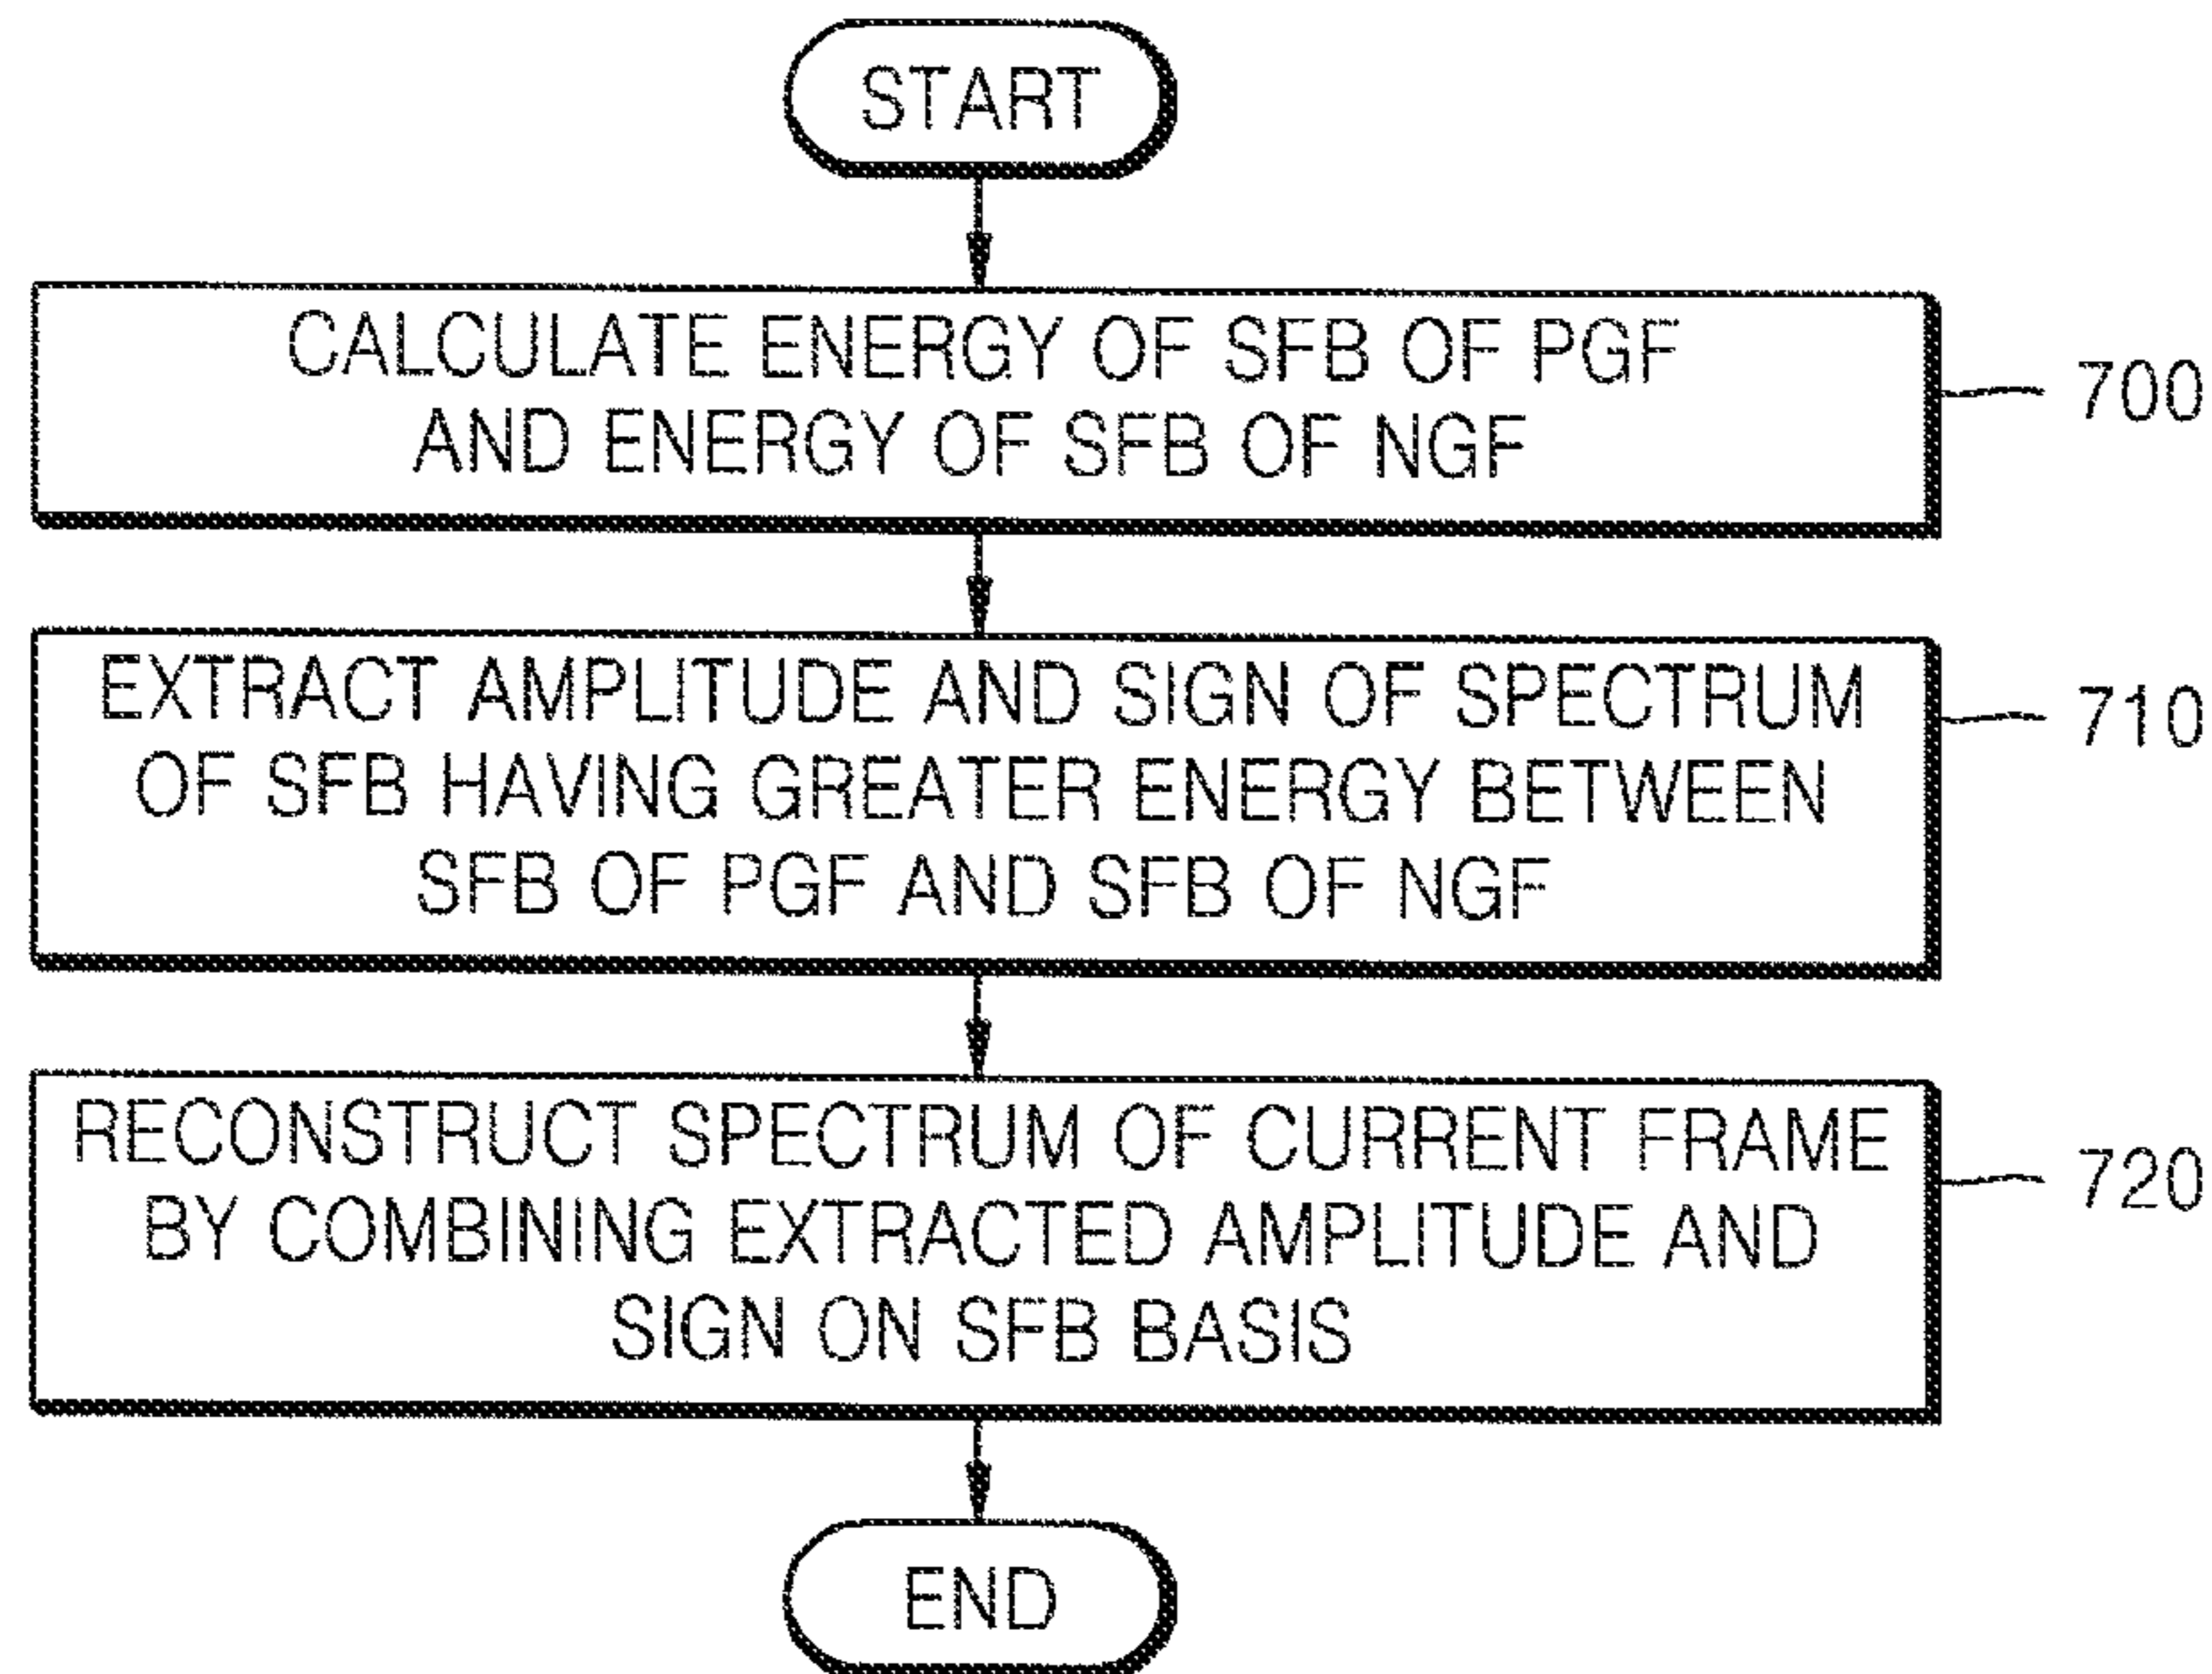 START
CALCULATE ENERGY OF SFB OF PGF
AND ENERGY OF SFB OF NGF
700
EXTRACT AMPLITUDE AND SIGN OF SPECTRUM
OF SFB HAVING GREATER ENERGY BETWEEN
SFB OF PGF AND SFB OF NGF
710
RECONSTRUCT SPECTRUM OF CURRENT FRAME
BY COMBINING EXTRACTED AMPLITUDE AND
SIGN ON SFB BASIS
720
END